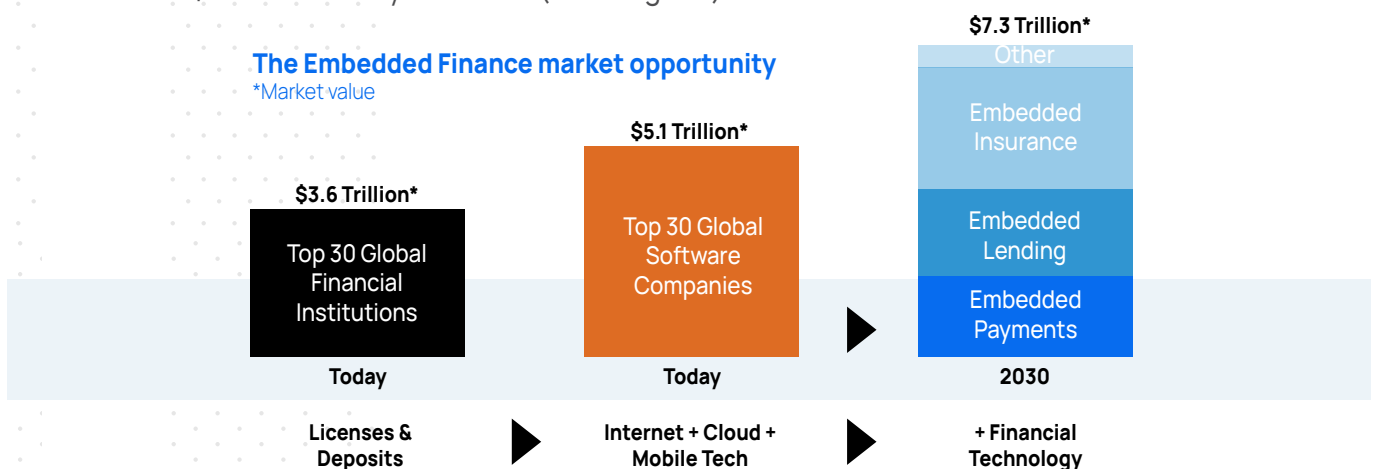 $7.3 Trillion*
The Embedded Finance market opportunity
*Market value
Other
Embedded
Insurance
$5.1 Trillion*
$3.6 Trillion*
Top 30 Global
Financial
Institutions
Top 30 Global
Software
Companies
Embedded
Lending
Embedded
Payments
Today
Today
2030
Licenses &
Deposits
Internet + Cloud +
Mobile Tech
+ Financial
Technology